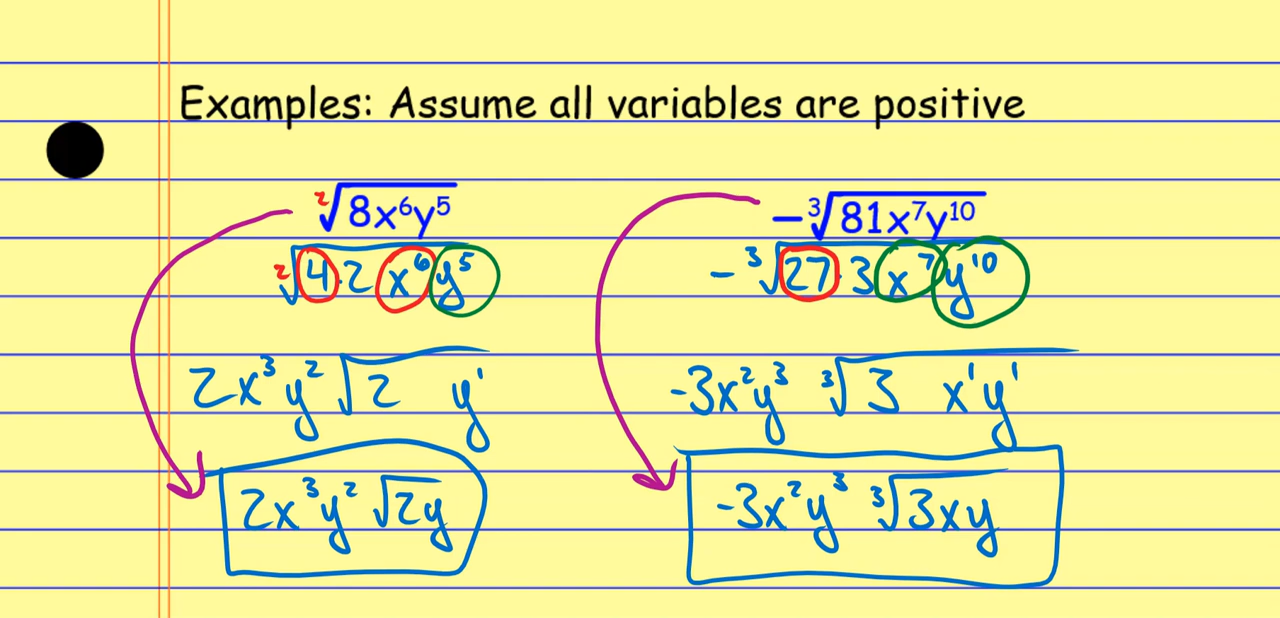 Examples: Assume all variables are positive
²√(8x⁶y⁵)
²√(4·2 x⁶ y⁵)
2x³y² √(2 y¹)
2x³y² √(2y)
-³√(81x⁷y¹⁰)
-³√(27·3 x⁷ y¹⁰)
-3x²y³ ³√(3 x¹y¹)
-3x²y³ ³√(3xy)